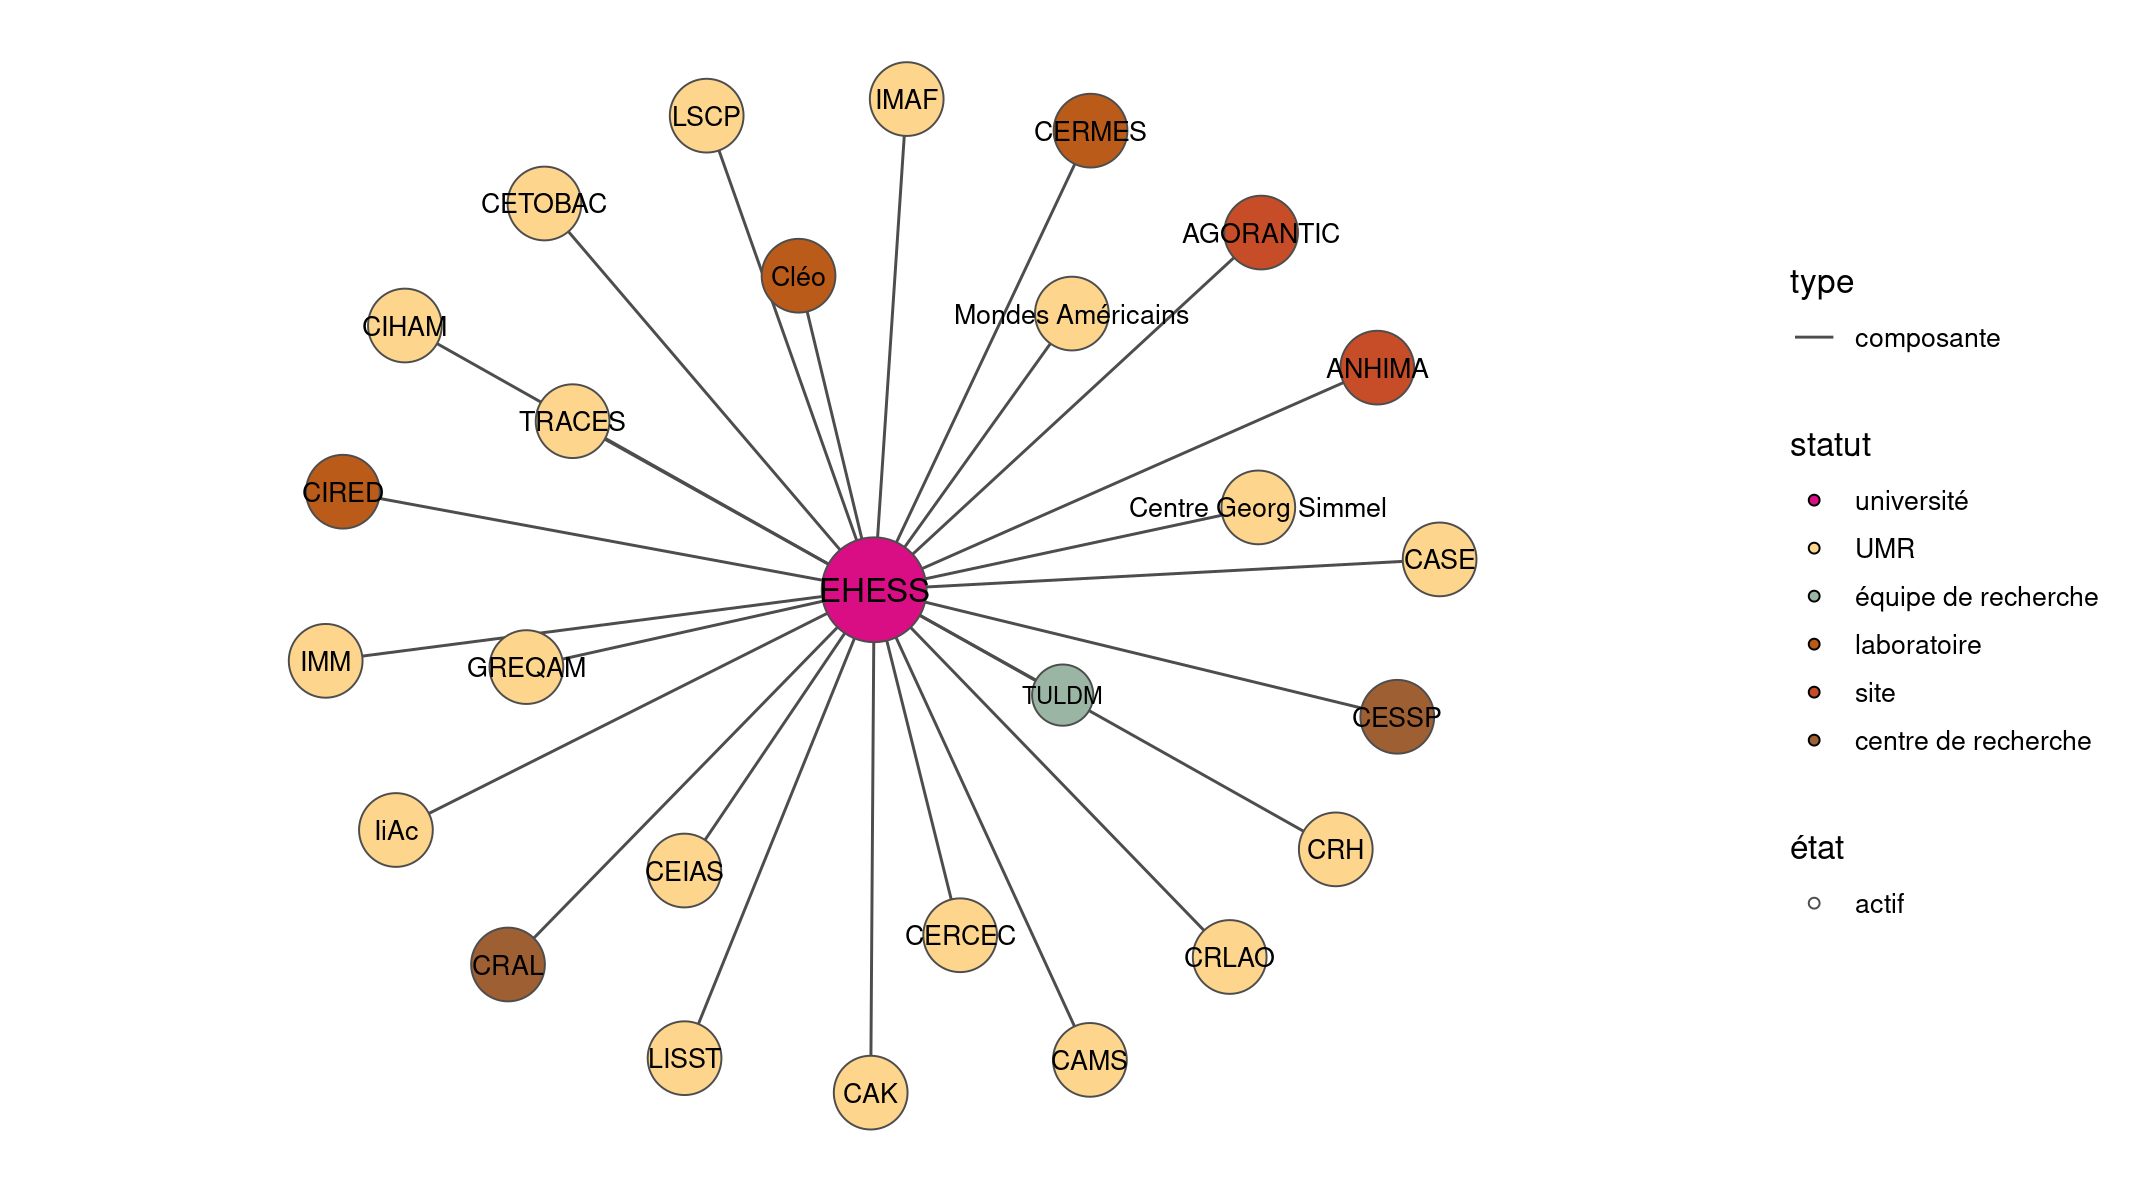 IMAF
LSCP
CERMES
CETOBAC
AGORANTIC
Cléo
Mondes Américains
CIHAM
ANHIMA
TRACES
CIRED
Centre Georg Simmel
CASE
EHESS
IMM
GREQAM
TULDM
CESSP
liAc
CRH
CEIAS
CERCEC
CRLAO
CRAL
LISST
CAMS
CAK
type
composante
statut
université
UMR
équipe de recherche
laboratoire
site
centre de recherche
état
actif